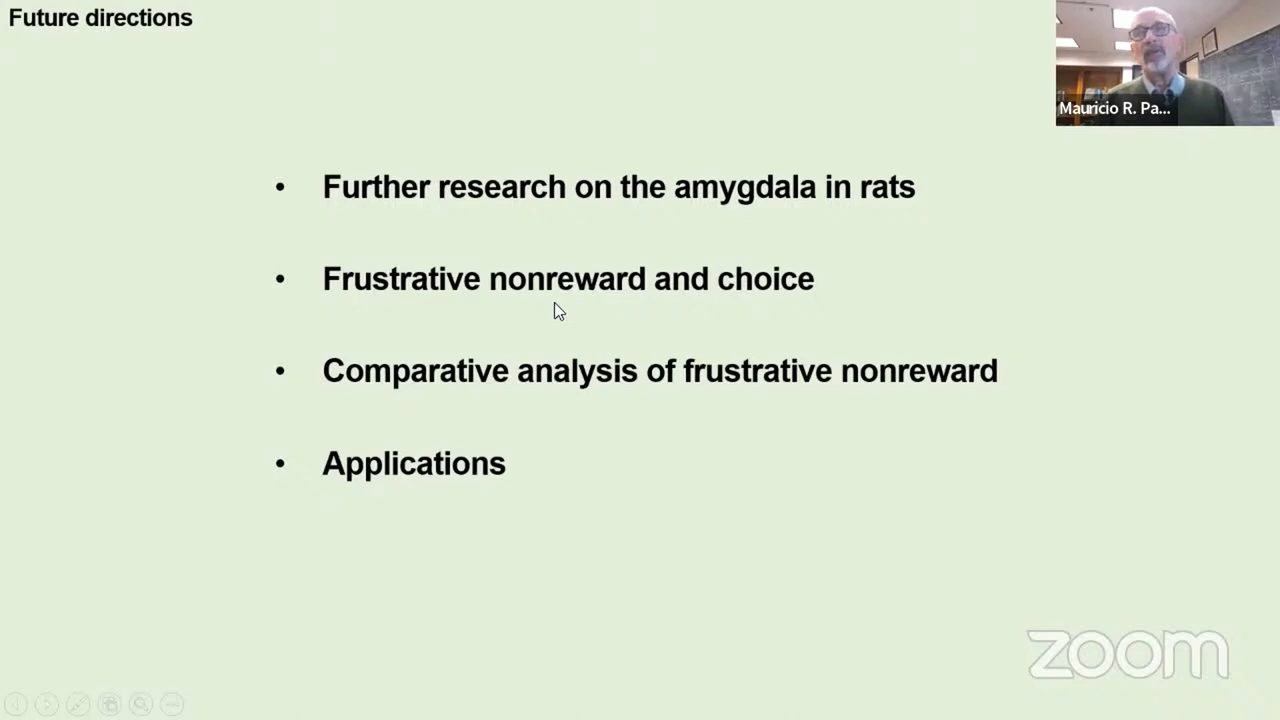 Future directions
Mauricio R. Pa...
• Further research on the amygdala in rats
• Frustrative nonreward and choice
• Comparative analysis of frustrative nonreward
• Applications
zoom